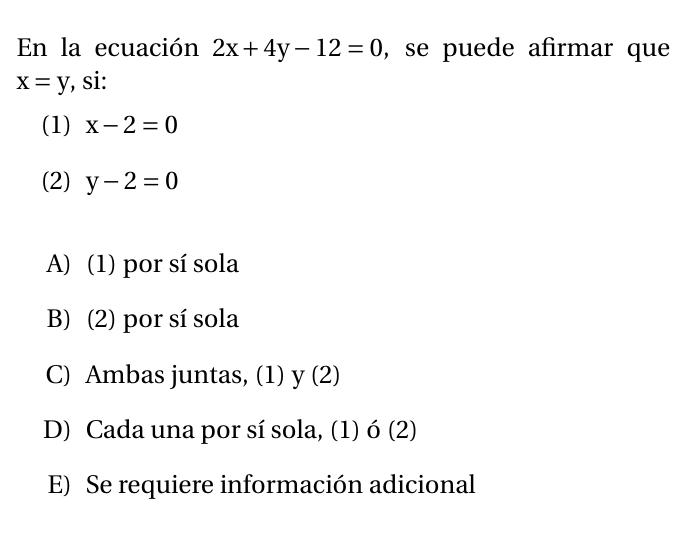 En la ecuación 2x+4y−12=0, se puede afirmar que
x=y, si:
(1) x−2=0
(2) y−2=0
A) (1) por sí sola
B) (2) por sí sola
C) Ambas juntas, (1) y (2)
D) Cada una por sí sola, (1) ó (2)
E) Se requiere información adicional